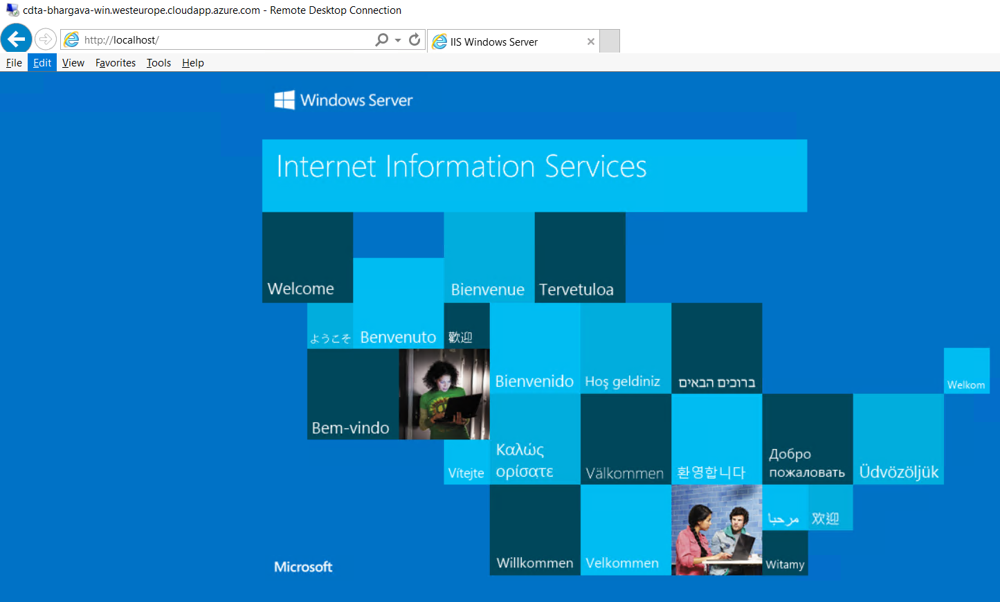 cdta-bhargava-win.westeurope.cloudapp.azure.com - Remote Desktop Connection
http://localhost/
IIS Windows Server
File Edit View Favorites Tools Help
Windows Server
Internet Information Services
Welcome
Bienvenue
Tervetuloa
ようこそ
Benvenuto
歡迎
Bienvenido
Hoş geldiniz
ברוכים הבאים
Welkom
Bem-vindo
Vítejte
Καλώς
ορίσατε
Välkommen
환영합니다
Добро
пожаловать
Üdvözöljük
مرحبا
欢迎
Willkommen
Velkommen
Witamy
Microsoft